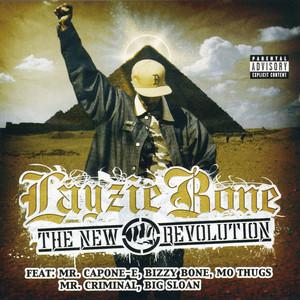 PARENTAL
ADVISORY
EXPLICIT CONTENT
Layzie Bone
THE NEW REVOLUTION
FEAT: MR. CAPONE-E, BIZZY BONE, MO THUGS
MR. CRIMINAL, BIG SLOAN